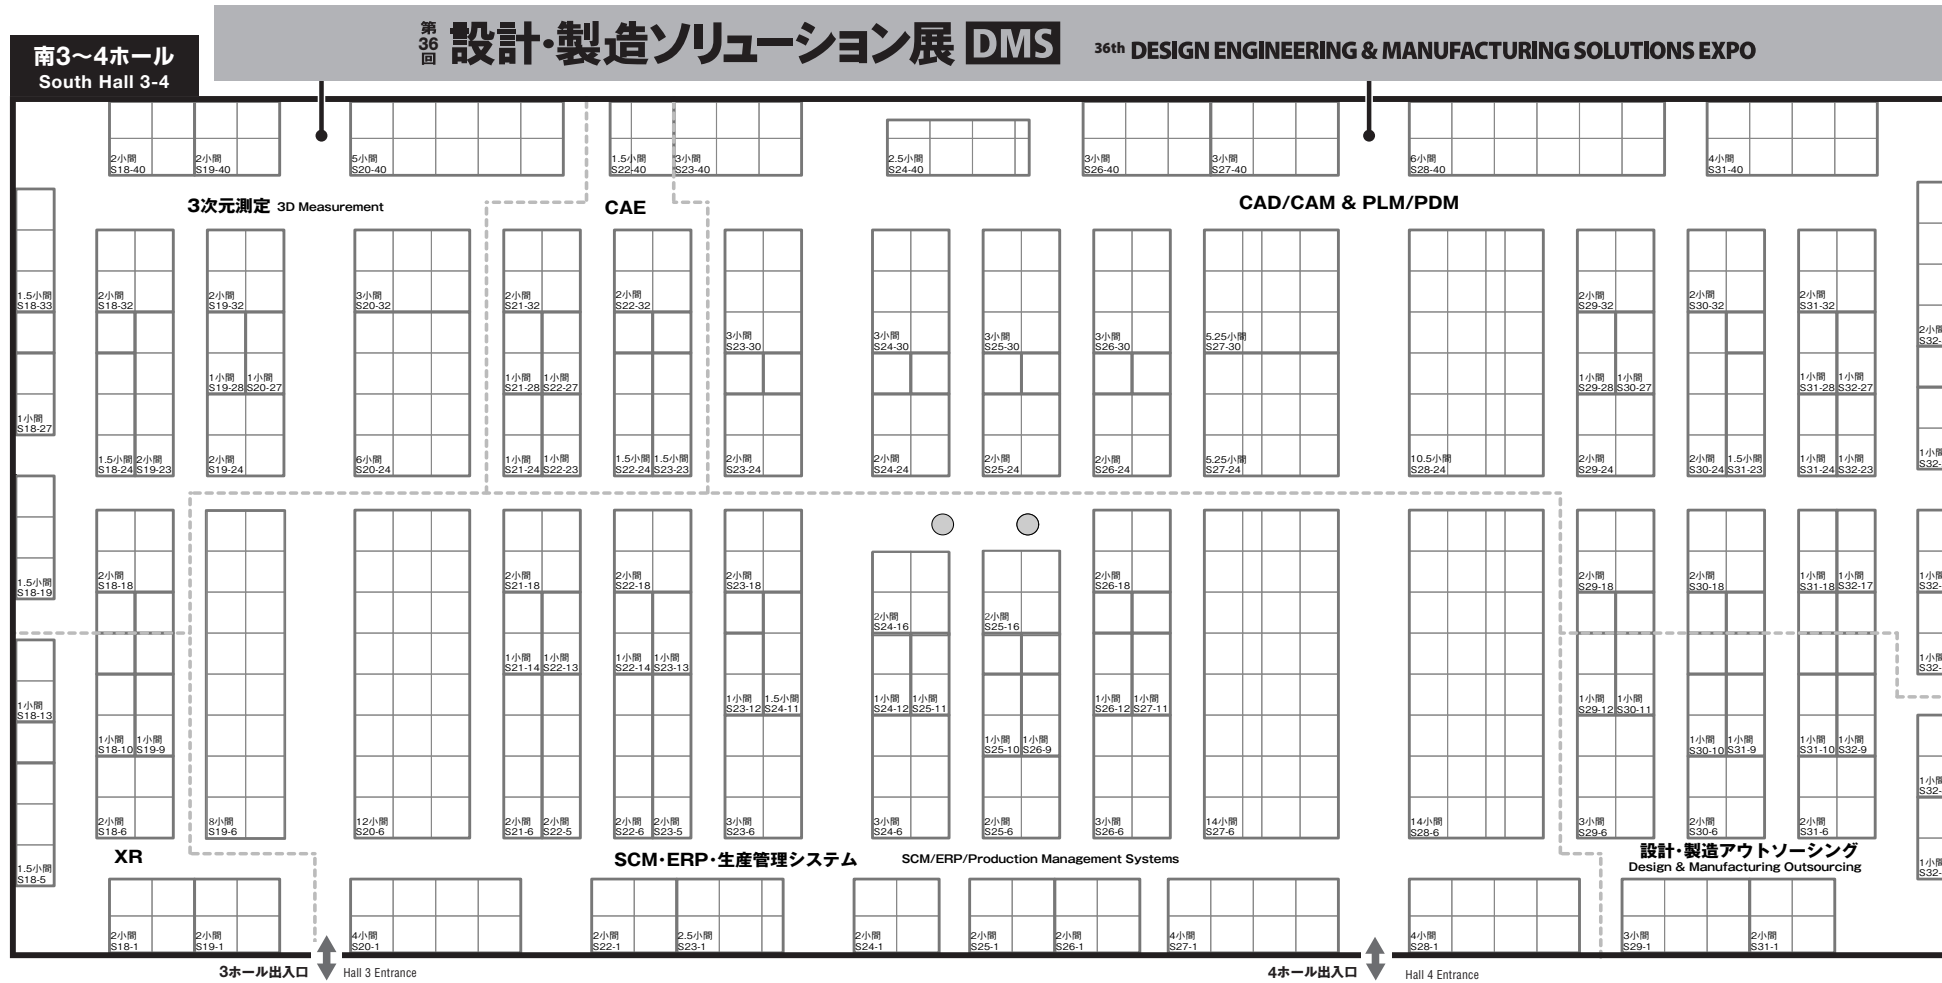 南3〜4ホール
South Hall 3-4
第36回 設計・製造ソリューション展 DMS 36th DESIGN ENGINEERING & MANUFACTURING SOLUTIONS EXPO
2小間 2小間 5小間 1.5小間 3小間 2.5小間 3小間 3小間 6小間 4小間
S18-40 S19-40 S20-40 S22-40 S23-40 S24-40 S26-40 S27-40 S28-40 S31-40
3次元測定 3D Measurement
CAE
CAD/CAM & PLM/PDM
1.5小間 2小間 2小間 3小間 2小間 2小間 2小間 2小間 2小間
S18-33 S18-32 S19-32 S20-32 S21-32 S22-32 S29-32 S30-32 S31-32
3小間 3小間 3小間 3小間 5.25小間 2小間
S23-30 S24-30 S25-30 S26-30 S27-30 S32-
1小間 1小間 1小間 1小間 1小間 1小間 1小間 1小間
S19-28 S20-27 S21-28 S22-27 S29-28 S30-27 S31-28 S32-27
1小間
S18-27
1.5小間 2小間 2小間 6小間 1小間 1小間 1.5小間 1.5小間 2小間 2小間 2小間 2小間 5.25小間 10.5小間 2小間 2小間 1.5小間 1小間 1小間 1小間
S18-24 S19-23 S19-24 S20-24 S21-24 S22-23 S22-24 S23-23 S23-24 S24-24 S25-24 S26-24 S27-24 S28-24 S29-24 S30-24 S31-23 S31-24 S32-23 S32-
1.5小間 2小間 2小間 2小間 2小間 2小間 2小間 2小間 1小間 1小間 1小間
S18-19 S18-18 S21-18 S22-18 S23-18 S26-18 S29-18 S30-18 S31-18 S32-17 S32-
2小間 2小間
S24-16 S25-16
1小間 1小間 1小間 1小間 1小間
S21-14 S22-13 S22-14 S23-13 S32-
1小間 1小間 1.5小間 1小間 1小間 1小間 1小間 1小間 1小間
S18-13 S23-12 S24-11 S24-12 S25-11 S26-12 S27-11 S29-12 S30-11
1小間 1小間 1小間 1小間 1小間 1小間 1小間 1小間
S18-10 S19-9 S25-10 S26-9 S30-10 S31-9 S31-10 S32-9
1小間
S32-
2小間 8小間 12小間 2小間 2小間 2小間 2小間 3小間 3小間 2小間 3小間 14小間 14小間 3小間 2小間 2小間
S18-6 S19-6 S20-6 S21-6 S22-5 S22-6 S23-5 S23-6 S24-6 S25-6 S26-6 S27-6 S28-6 S29-6 S30-6 S31-6
XR
SCM・ERP・生産管理システム SCM/ERP/Production Management Systems
設計・製造アウトソーシング
Design & Manufacturing Outsourcing
1.5小間 1小間
S18-5 S32-
2小間 2小間 4小間 2小間 2.5小間 2小間 2小間 2小間 4小間 4小間 3小間 2小間
S18-1 S19-1 S20-1 S22-1 S23-1 S24-1 S25-1 S26-1 S27-1 S28-1 S29-1 S31-1
3ホール出入口 Hall 3 Entrance
4ホール出入口 Hall 4 Entrance